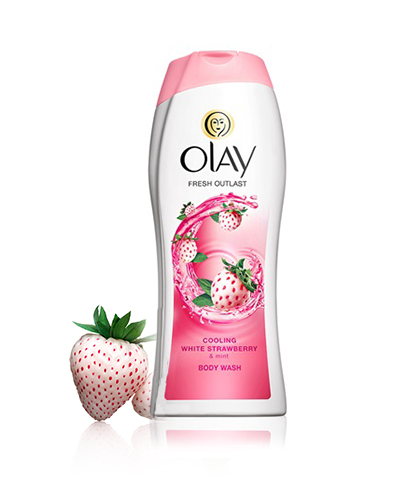 OLAY
FRESH OUTLAST
COOLING
WHITE STRAWBERRY
& mint
BODY WASH